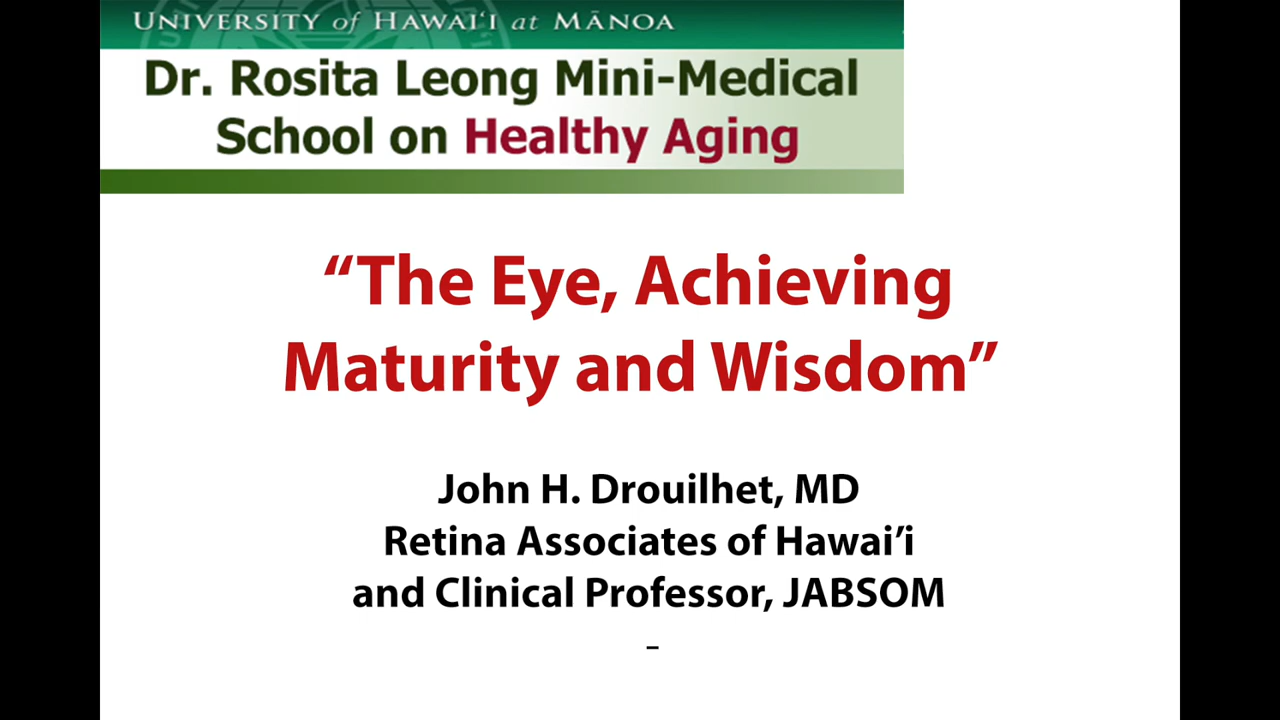 UNIVERSITY of HAWAIʻI at MĀNOA
Dr. Rosita Leong Mini-Medical
School on Healthy Aging
“The Eye, Achieving
Maturity and Wisdom”
John H. Drouilhet, MD
Retina Associates of Hawai’i
and Clinical Professor, JABSOM
–